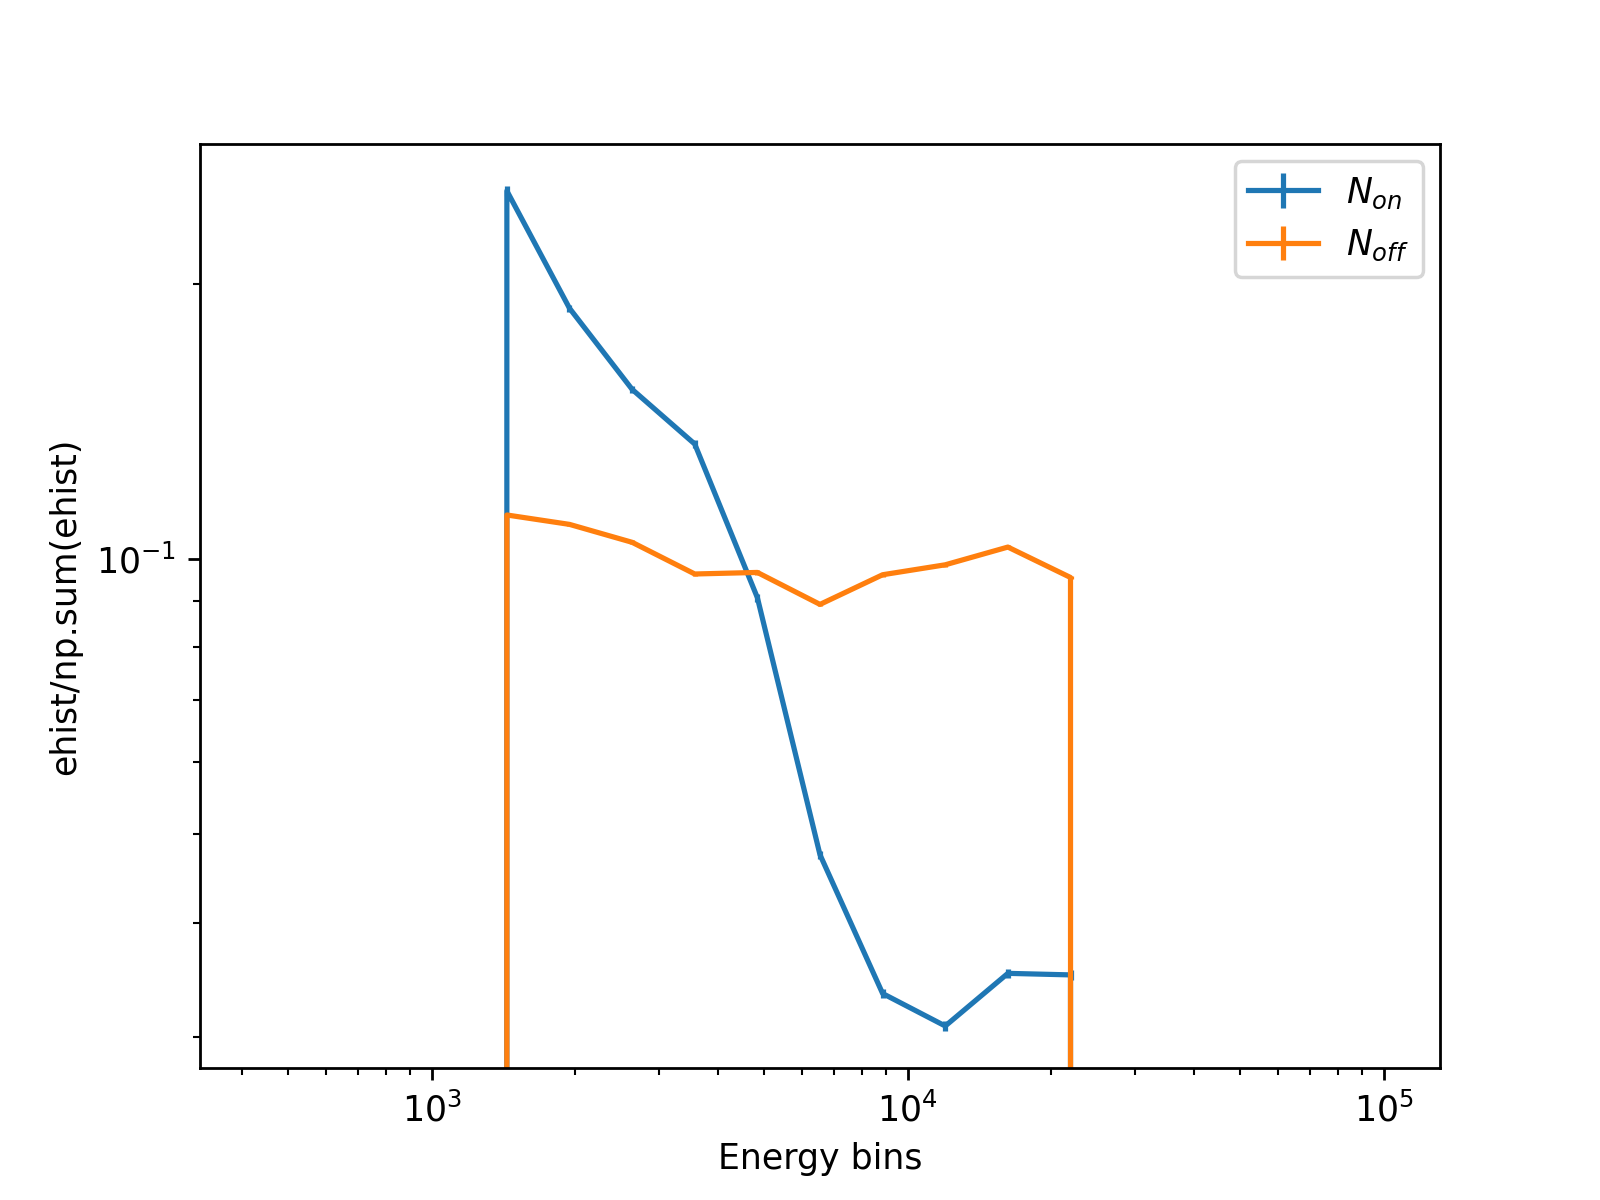 N_on
N_off
ehist/np.sum(ehist)
10^−1
10^3 10^4 10^5
Energy bins